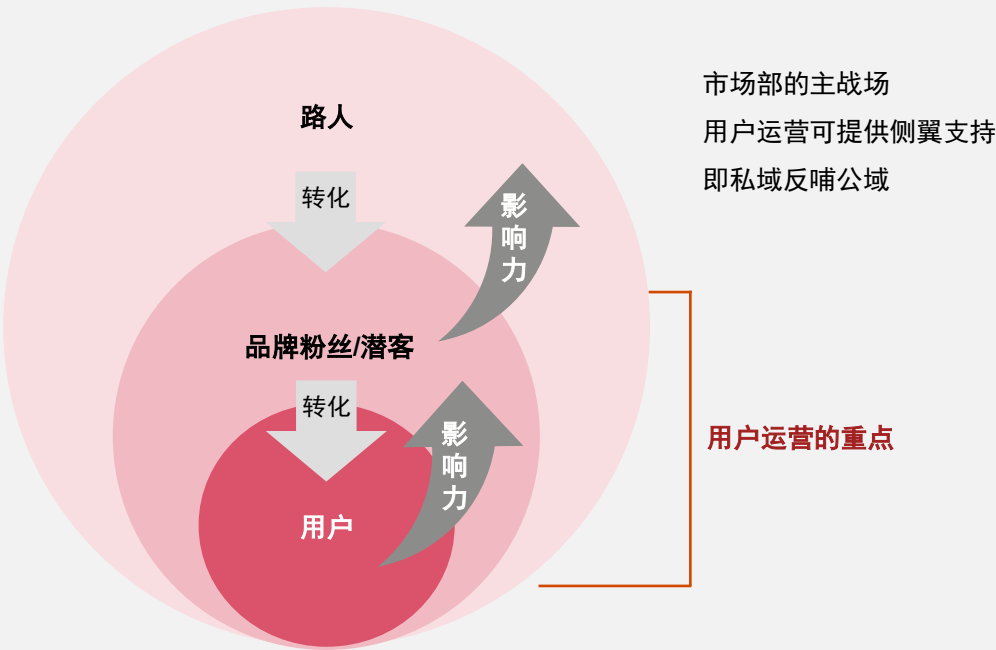 市场部的主战场
路人
用户运营可提供侧翼支持
即私域反哺公域
转化
影响力
品牌粉丝/潜客
转化
影响力
用户运营的重点
用户